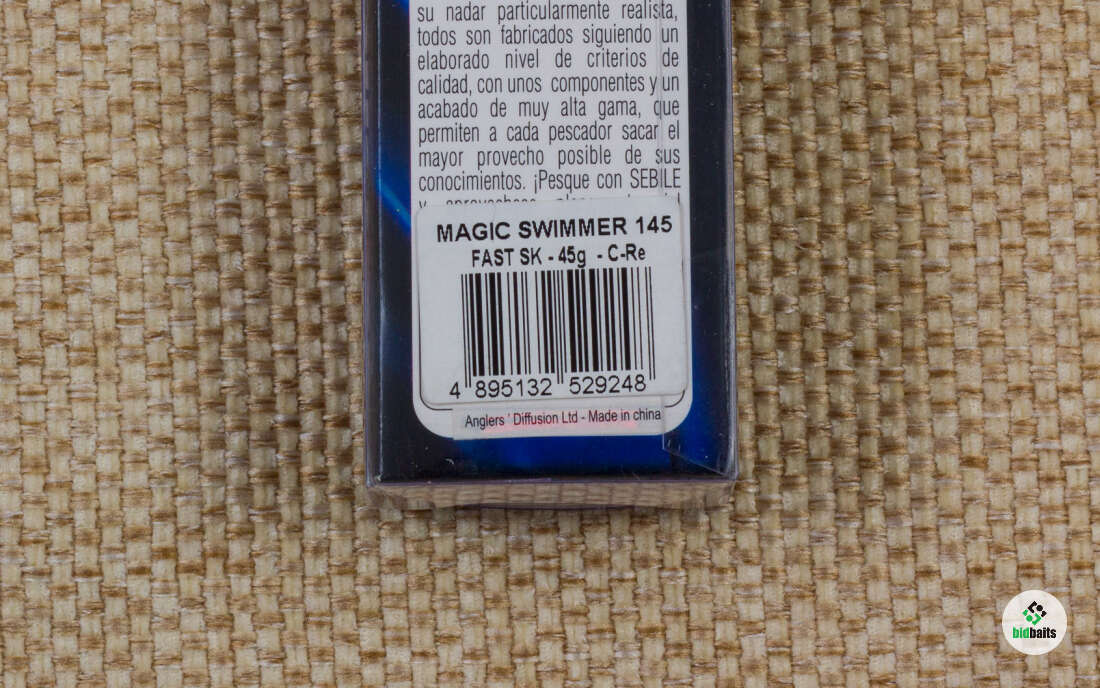 su nadar particularmente realista,
todos son fabricados siguiendo un
elaborado nivel de criterios de
calidad, con unos componentes y un
acabado de muy alta gama, que
permiten a cada pescador sacar el
mayor provecho posible de sus
conocimientos. ¡Pesque con SEBILE
MAGIC SWIMMER 145
FAST SK - 45g - C-Re
4 895132 529248
Anglers ' Diffusion Ltd - Made in china
bidbaits